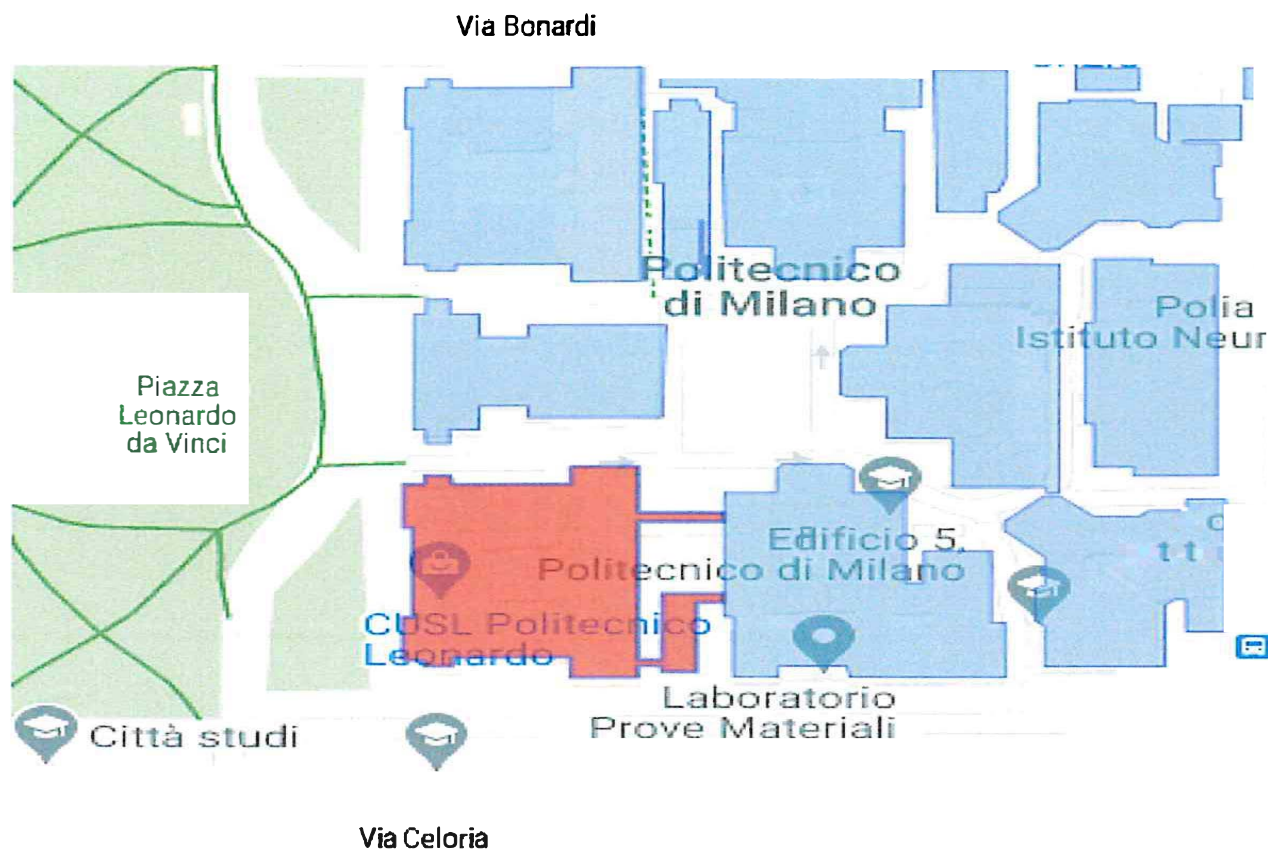 Via Bonardi
Politecnico
di Milano
Polia
Istituto Neur
Piazza
Leonardo
da Vinci
Edificio 5,
Politecnico di Milano
CUSL Politecnico
Leonardo
Laboratorio
Prove Materiali
Città studi
Via Celoria